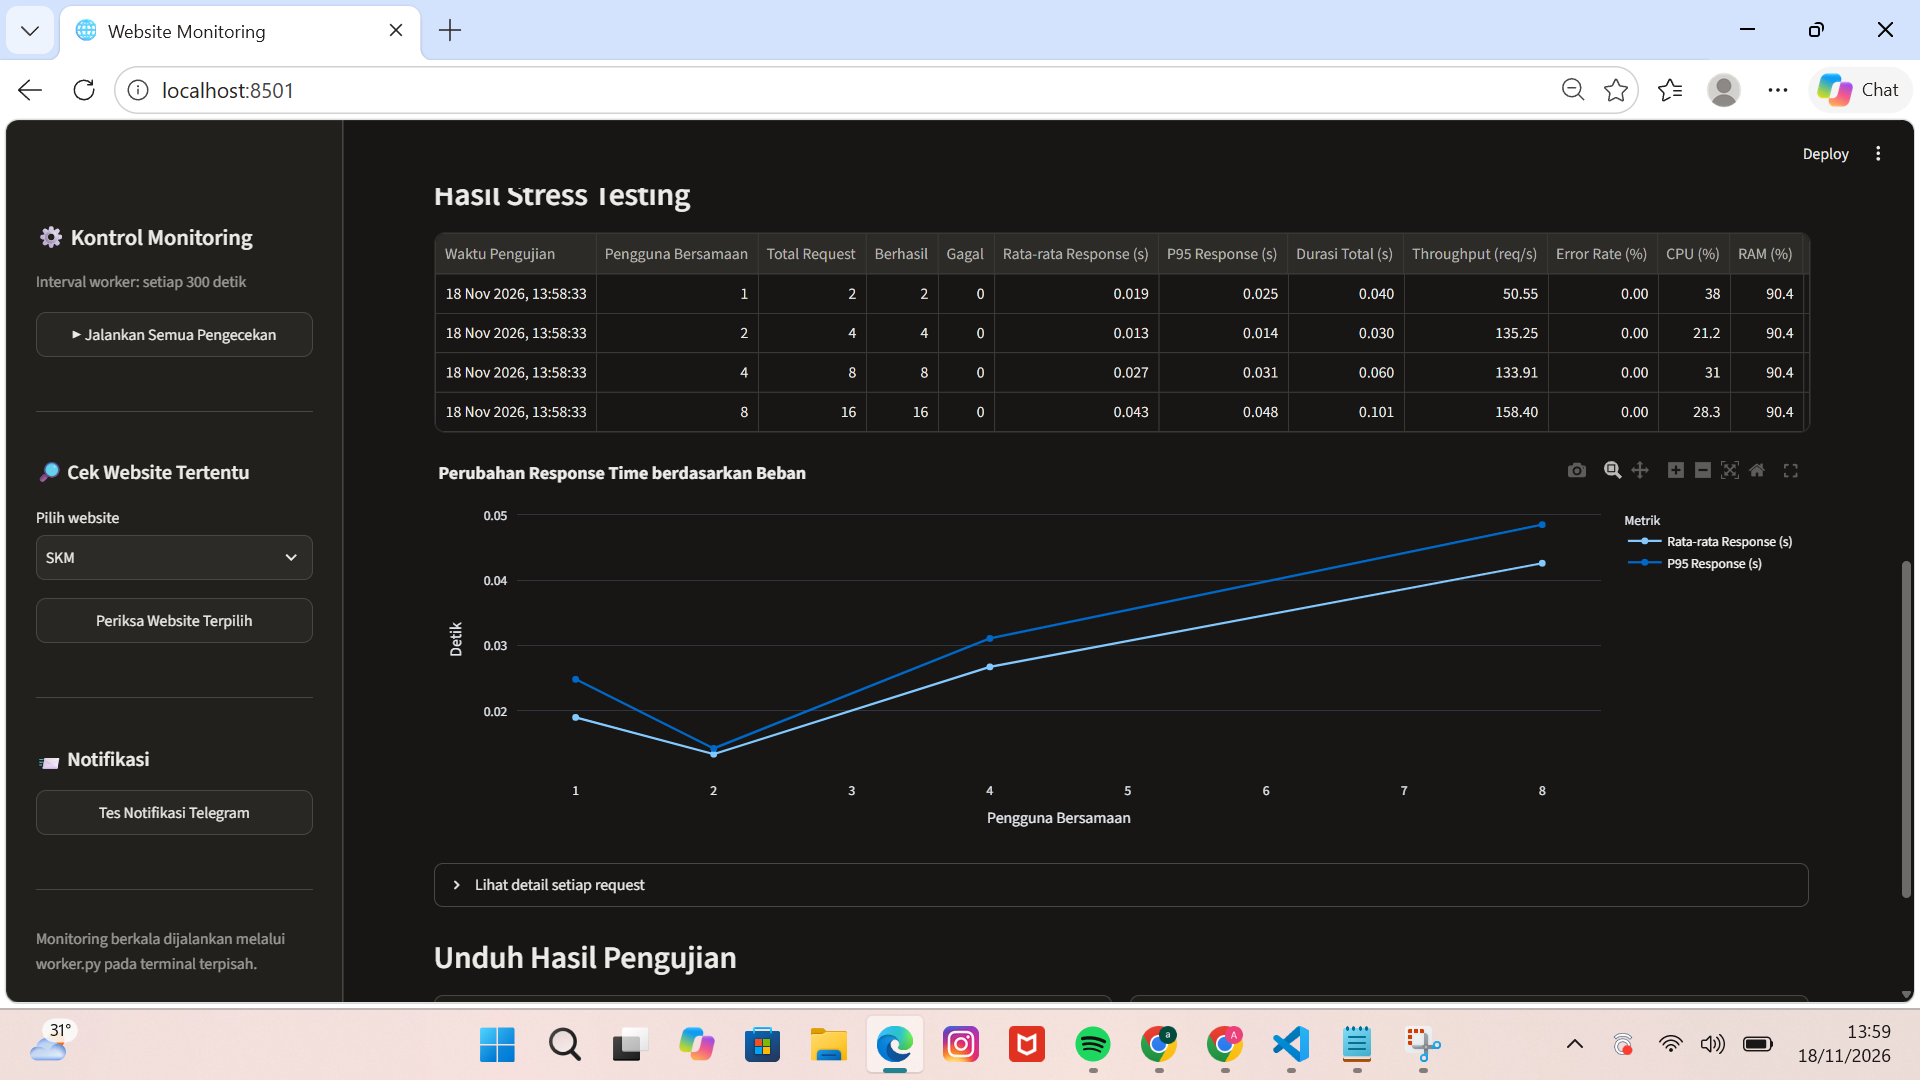 Website Monitoring
localhost:8501
Chat
Deploy
Kontrol Monitoring
Interval worker: setiap 300 detik
Jalankan Semua Pengecekan
Cek Website Tertentu
Pilih website
SKM
Periksa Website Terpilih
Notifikasi
Tes Notifikasi Telegram
Monitoring berkala dijalankan melalui
worker.py pada terminal terpisah.
Hasil Stress Testing
Waktu Pengujian Pengguna Bersamaan Total Request Berhasil Gagal Rata-rata Response (s) P95 Response (s) Durasi Total (s) Throughput (req/s) Error Rate (%) CPU (%) RAM (%)
18 Nov 2026, 13:58:33 1 2 2 0 0.019 0.025 0.040 50.55 0.00 38 90.4
18 Nov 2026, 13:58:33 2 4 4 0 0.013 0.014 0.030 135.25 0.00 21.2 90.4
18 Nov 2026, 13:58:33 4 8 8 0 0.027 0.031 0.060 133.91 0.00 31 90.4
18 Nov 2026, 13:58:33 8 16 16 0 0.043 0.048 0.101 158.40 0.00 28.3 90.4
Perubahan Response Time berdasarkan Beban
0.05
0.04
0.03
0.02
Detik
1 2 3 4 5 6 7 8
Pengguna Bersamaan
Metrik
Rata-rata Response (s)
P95 Response (s)
Lihat detail setiap request
Unduh Hasil Pengujian
31°
a
A
13:59
18/11/2026